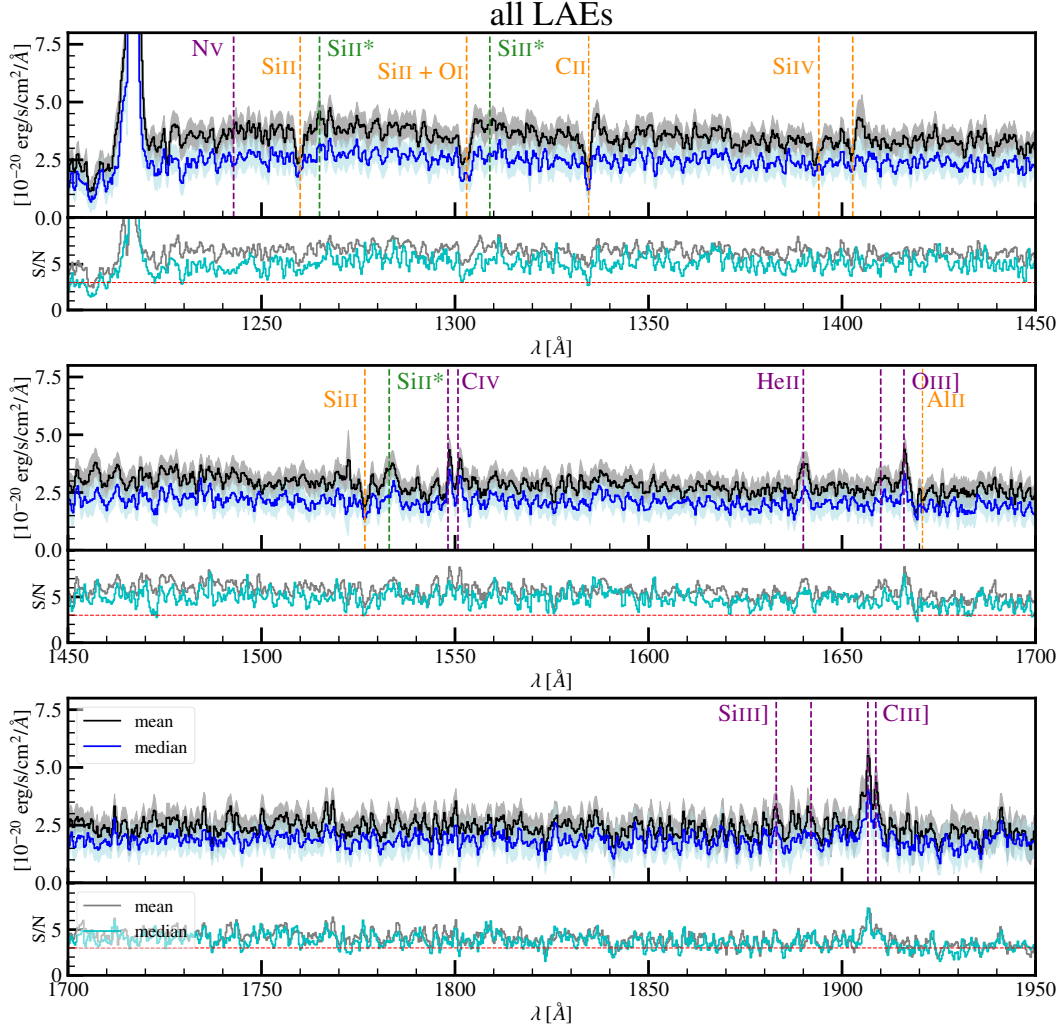 all LAEs
7.5
5.0
2.5
0.0
[10⁻²⁰ erg/s/cm²/Å]
NV
SiII
SiII*
SiII + OI
SiII*
CII
SiIV
S/N
5
0
1250
1300
1350
1400
1450
λ [Å]
7.5
5.0
2.5
0.0
[10⁻²⁰ erg/s/cm²/Å]
SiII
SiII*
CIV
HeII
OIII]
AlII
S/N
5
0
1450
1500
1550
1600
1650
1700
λ [Å]
7.5
5.0
2.5
0.0
[10⁻²⁰ erg/s/cm²/Å]
mean
median
SiIII]
CIII]
S/N
5
0
mean
median
1700
1750
1800
1850
1900
1950
λ [Å]